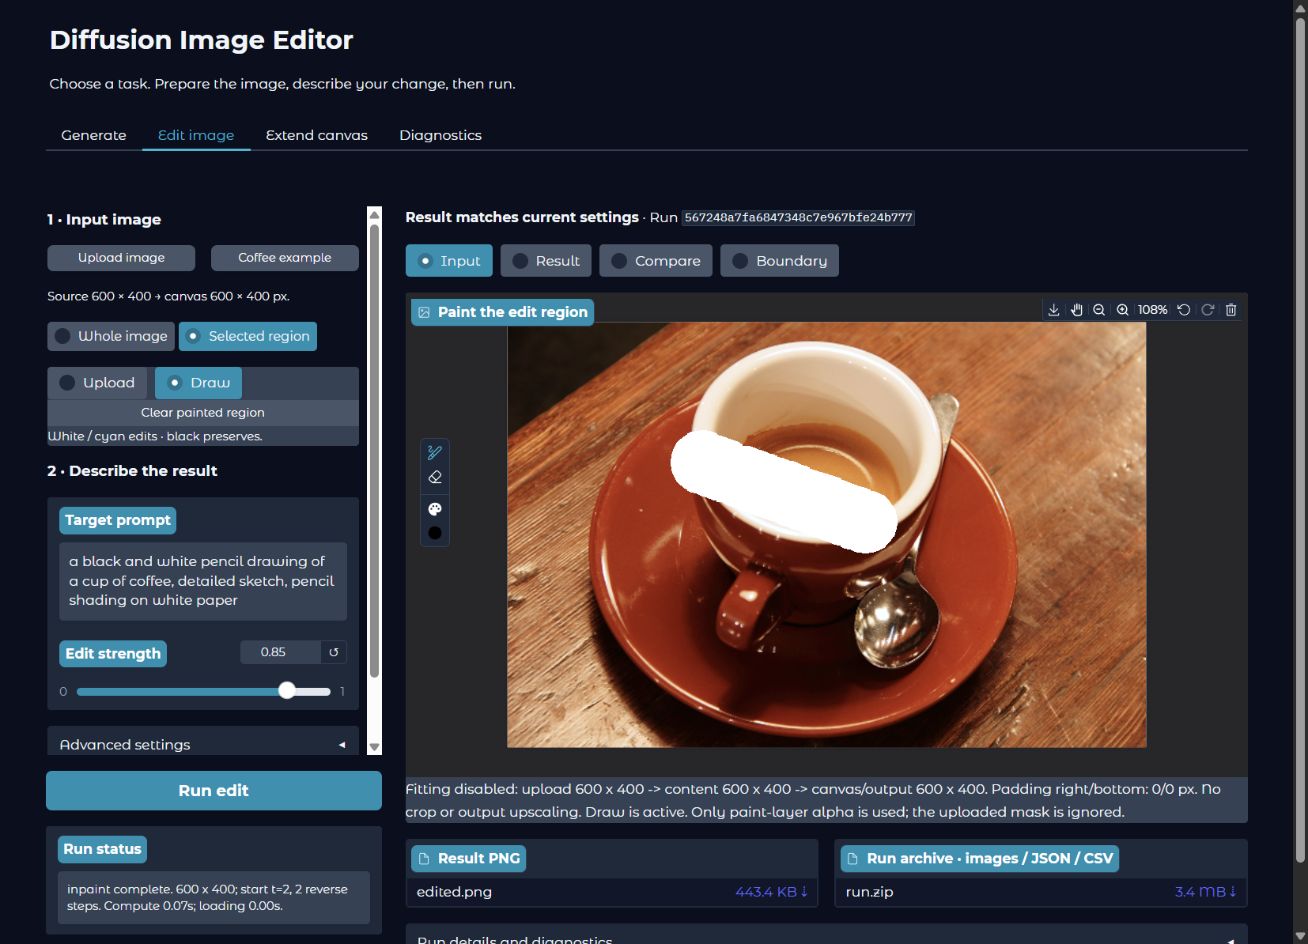 Diffusion Image Editor
Choose a task. Prepare the image, describe your change, then run.
Generate
Edit image
Extend canvas
Diagnostics
1 · Input image
Upload image
Coffee example
Source 600 × 400 → canvas 600 × 400 px.
Whole image
Selected region
Upload
Draw
Clear painted region
White / cyan edits · black preserves.
2 · Describe the result
Target prompt
a black and white pencil drawing of
a cup of coffee, detailed sketch, pencil
shading on white paper
Edit strength
0.85
0
1
Advanced settings
Run edit
Run status
inpaint complete. 600 x 400; start t=2, 2 reverse
steps. Compute 0.07s; loading 0.00s.
Result matches current settings · Run 567248a7fa6847348c7e967bfe24b777
Input
Result
Compare
Boundary
Paint the edit region
108%
Fitting disabled: upload 600 x 400 -> content 600 x 400 -> canvas/output 600 x 400. Padding right/bottom: 0/0 px. No
crop or output upscaling. Draw is active. Only paint-layer alpha is used; the uploaded mask is ignored.
Result PNG
edited.png
443.4 KB ↓
Run archive · images / JSON / CSV
run.zip
3.4 MB ↓
Run details and diagnostics